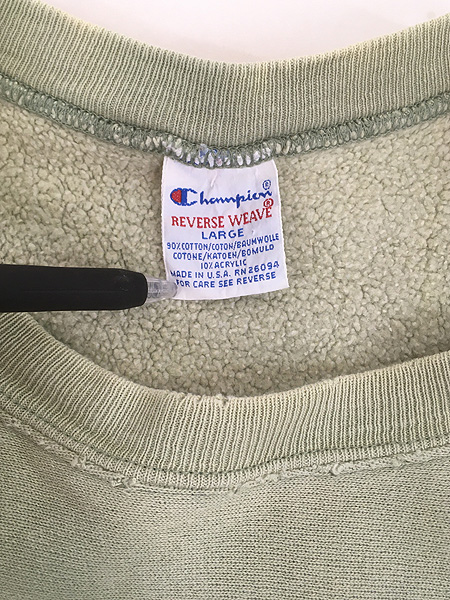 Champion®
REVERSE WEAVE®
LARGE
90% COTTON/COTON/BAUMWOLLE
COTONE/KATOEN/BOMULD
10% ACRYLIC
MADE IN U.S.A. RN 26094
FOR CARE SEE REVERSE